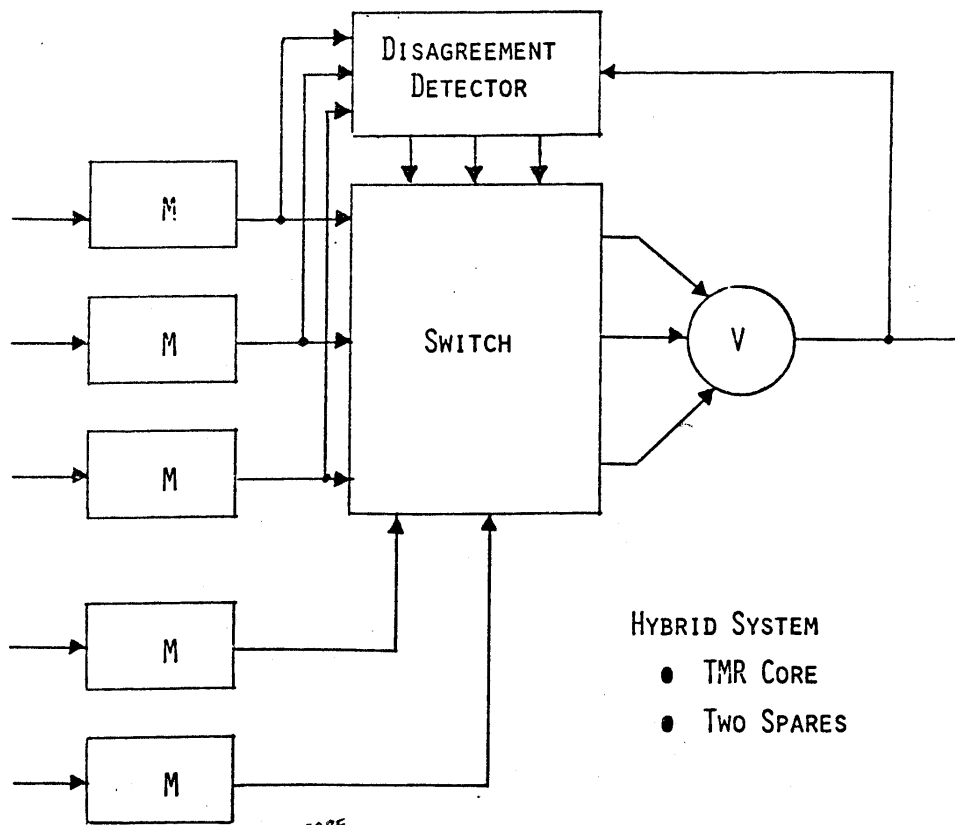 DISAGREEMENT
DETECTOR
M
M
SWITCH
V
M
M
HYBRID SYSTEM
• TMR CORE
• TWO SPARES
M